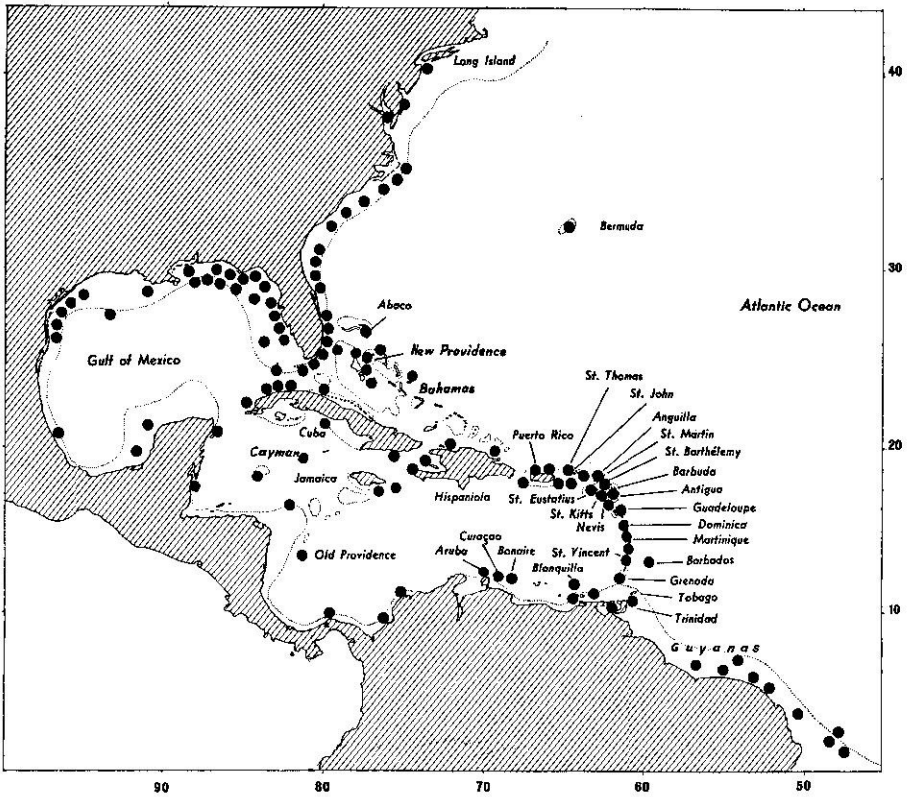 Long Island
40
Bermuda
30
Abaco
Atlantic Ocean
Gulf of Mexico
New Providence
St. Thomas
Bahamas
St. John
Anguilla
St. Martin
Cuba
Puerto Rico
St. Barthélemy
20
Cayman
Barbuda
Jamaica
Hispaniola
St. Eustatius
Antigua
St. Kitts
Guadeloupe
Nevis
Dominica
Curaçao
Martinique
Old Providence
Aruba
Bonaire
St. Vincent
Barbados
Blanquilla
Grenada
Tobago
10
Trinidad
Guyanas
90 80 70 60 50